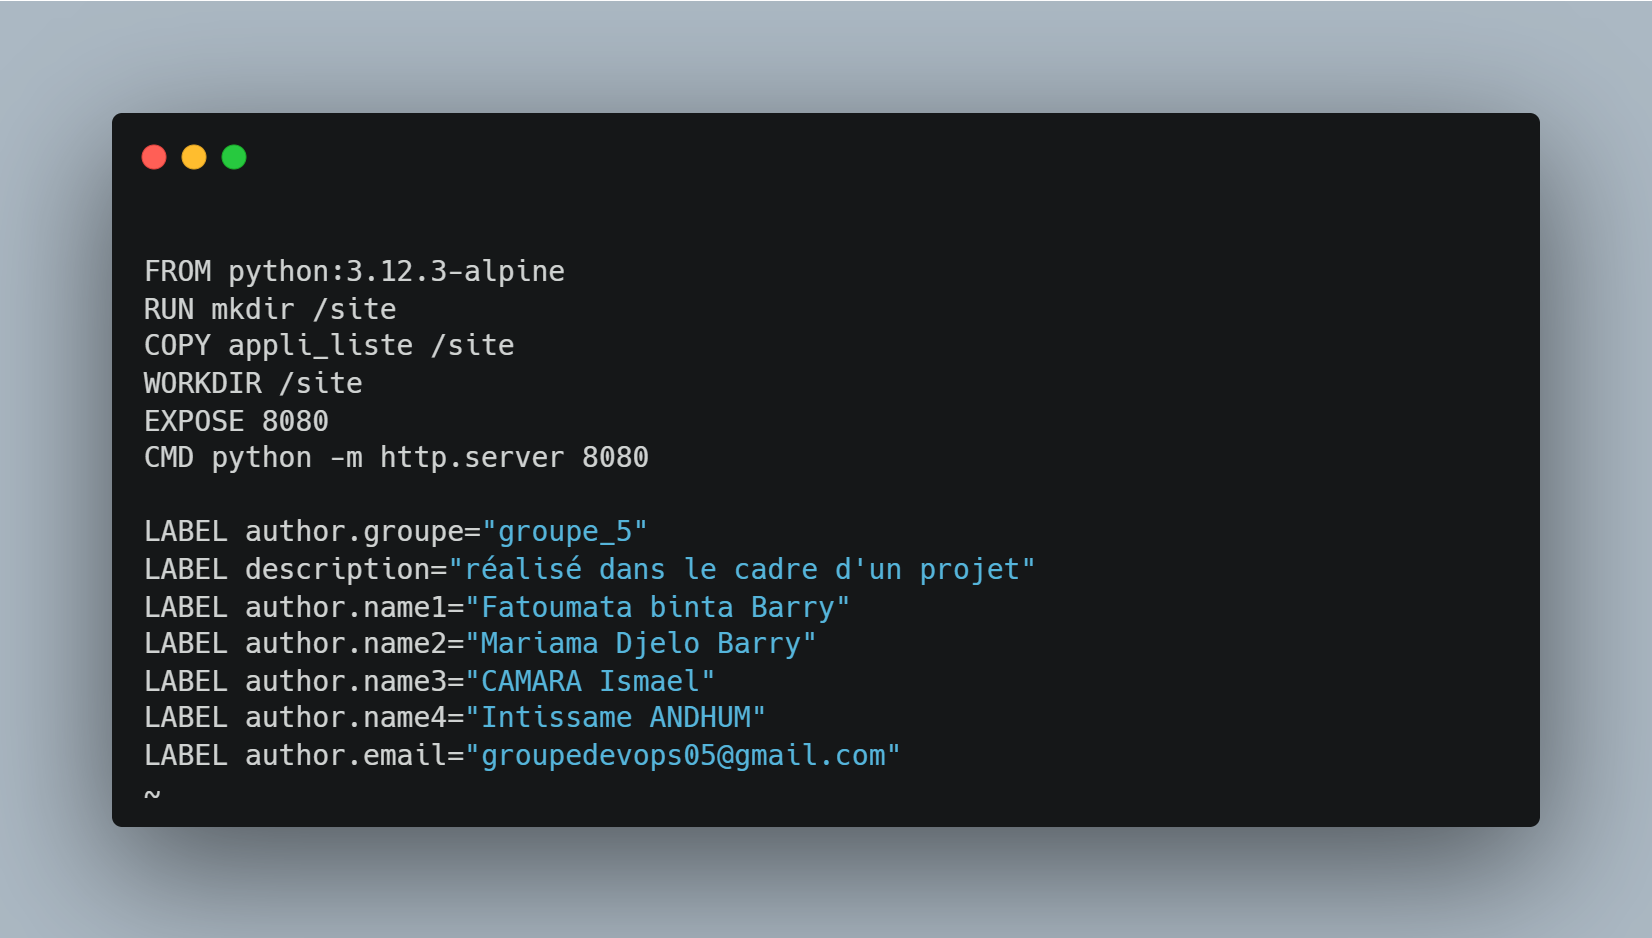 FROM python:3.12.3-alpine
RUN mkdir /site
COPY appli_liste /site
WORKDIR /site
EXPOSE 8080
CMD python -m http.server 8080
LABEL author.groupe="groupe_5"
LABEL description="réalisé dans le cadre d'un projet"
LABEL author.name1="Fatoumata binta Barry"
LABEL author.name2="Mariama Djelo Barry"
LABEL author.name3="CAMARA Ismael"
LABEL author.name4="Intissame ANDHUM"
LABEL author.email="groupedevops05@gmail.com"
~